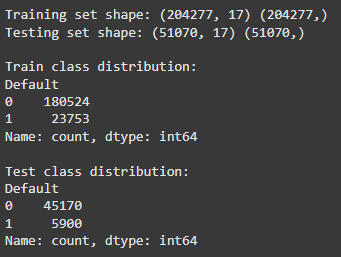 Training set shape: (204277, 17) (204277,)
Testing set shape: (51070, 17) (51070,)

Train class distribution:
Default
0    180524
1     23753
Name: count, dtype: int64

Test class distribution:
Default
0    45170
1     5900
Name: count, dtype: int64